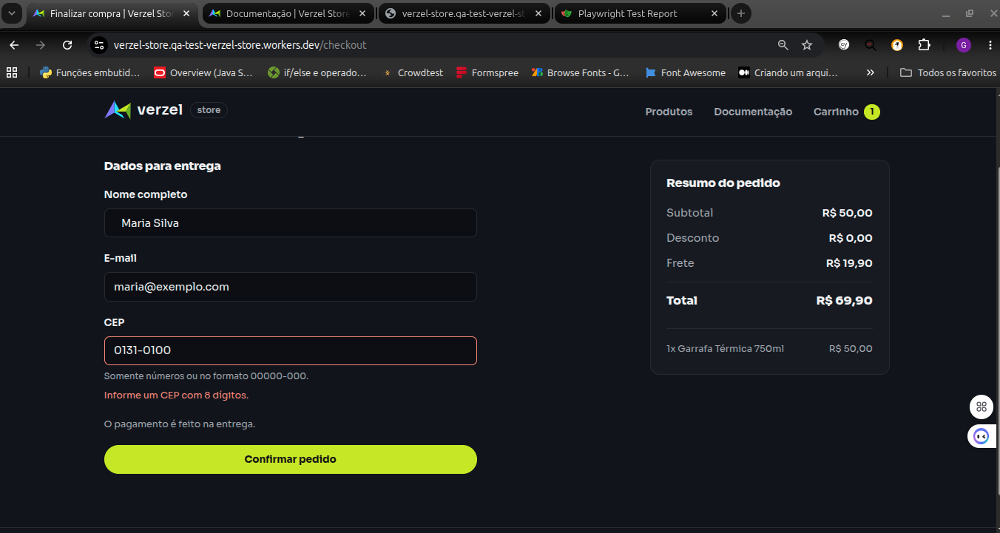 Finalizar compra | Verzel Sto
Documentação | Verzel Store
verzel-store.qa-test-verzel-st
Playwright Test Report
verzel-store.qa-test-verzel-store.workers.dev/checkout
G
Funções embutid...
Overview (Java S...
if/else e operado...
Crowdtest
Formspree
Browse Fonts - G...
Font Awesome
Criando um arqui...
Todos os favoritos
verzel store
Produtos
Documentação
Carrinho 1
Dados para entrega
Nome completo
Maria Silva
E-mail
maria@exemplo.com
CEP
0131-0100
Somente números ou no formato 00000-000.
Informe um CEP com 8 dígitos.
O pagamento é feito na entrega.
Confirmar pedido
Resumo do pedido
Subtotal R$ 50,00
Desconto R$ 0,00
Frete R$ 19,90
Total R$ 69,90
1x Garrafa Térmica 750ml R$ 50,00